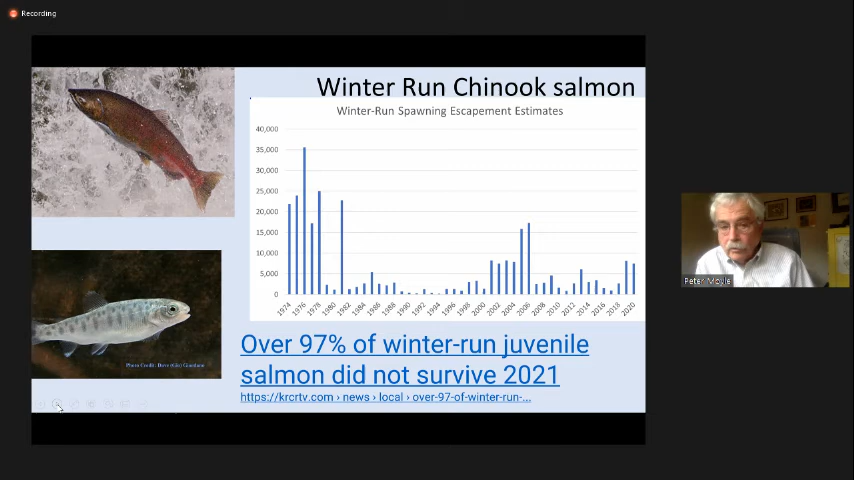 Recording
Winter Run Chinook salmon
Winter-Run Spawning Escapement Estimates
40,000
35,000
30,000
25,000
20,000
15,000
10,000
5,000
0
1974 1976 1978 1980 1982 1984 1986 1988 1990 1992 1994 1996 1998 2000 2002 2004 2006 2008 2010 2012 2014 2016 2018 2020
Over 97% of winter-run juvenile
salmon did not survive 2021
https://krcrtv.com › news › local › over-97-of-winter-run-...
Peter Moyle